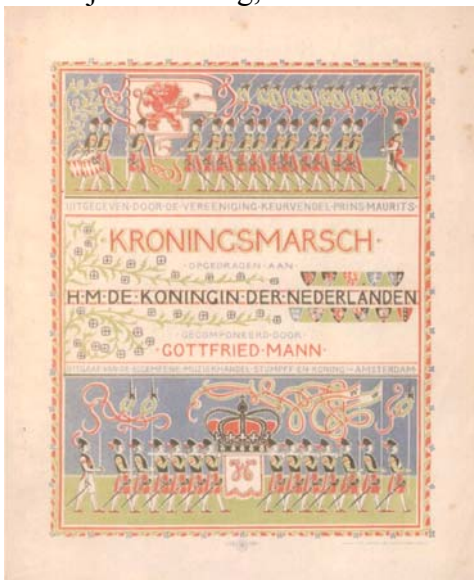 UITGEGEVEN·DOOR·DE·VEREENIGING·KEURVENDEL·PRINS·MAURITS·
·KRONINGSMARSCH·
·OPGEDRAGEN·AAN·
H·M·DE·KONINGIN·DER·NEDERLANDEN
GECOMPONEERD·DOOR·
·GOTTFRIED·MANN·
UITGAVE·VAN·DE·ALGEMEENE·MUZIEKHANDEL·STUMPFF·EN·KONING·AMSTERDAM·